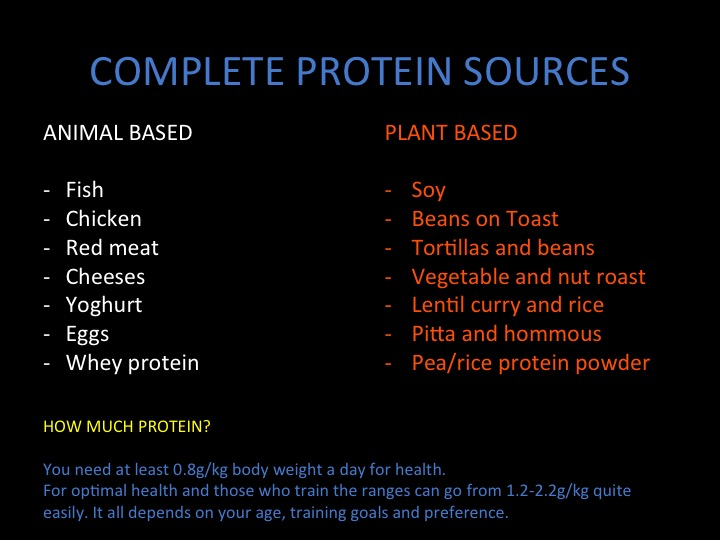 COMPLETE PROTEIN SOURCES
ANIMAL BASED
- Fish
- Chicken
- Red meat
- Cheeses
- Yoghurt
- Eggs
- Whey protein
PLANT BASED
- Soy
- Beans on Toast
- Tortillas and beans
- Vegetable and nut roast
- Lentil curry and rice
- Pitta and hommous
- Pea/rice protein powder
HOW MUCH PROTEIN?
You need at least 0.8g/kg body weight a day for health.
For optimal health and those who train the ranges can go from 1.2-2.2g/kg quite
easily. It all depends on your age, training goals and preference.